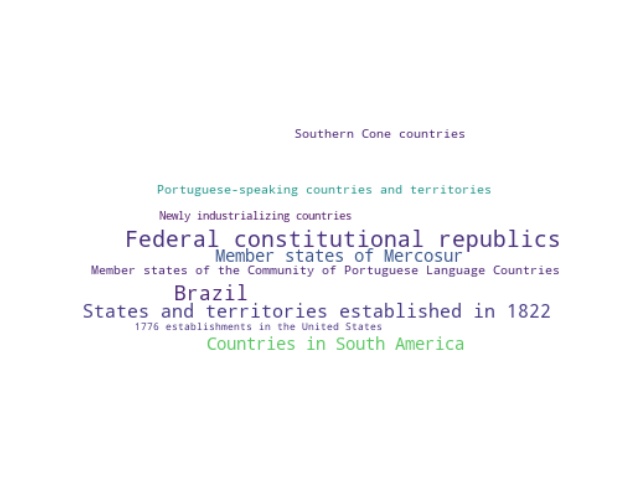 Southern Cone countries
Portuguese-speaking countries and territories
Newly industrializing countries
Federal constitutional republics
Member states of Mercosur
Member states of the Community of Portuguese Language Countries
Brazil
States and territories established in 1822
1776 establishments in the United States
Countries in South America